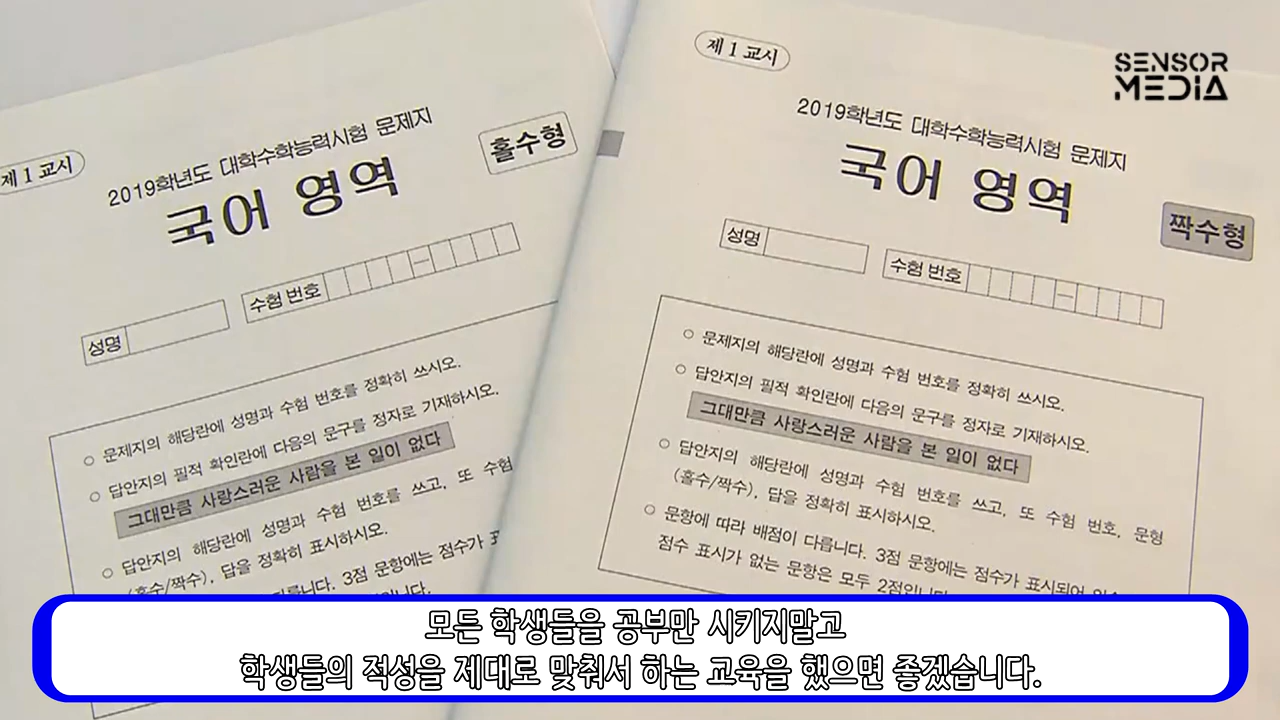 SENSOR
MEDIA
제 1 교시
2019학년도 대학수학능력시험 문제지
국어 영역
홀수형
성명
수험 번호
○ 문제지의 해당란에 성명과 수험 번호를 정확히 쓰시오.
○ 답안지의 필적 확인란에 다음의 문구를 정자로 기재하시오.
그대만큼 사랑스러운 사람을 본 일이 없다
○ 답안지의 해당란에 성명과 수험 번호를 쓰고, 또 수험
(홀수/짝수), 답을 정확히 표시하시오.
3점 문항에는 점수가
제 1 교시
2019학년도 대학수학능력시험 문제지
국어 영역
짝수형
성명
수험 번호
○ 문제지의 해당란에 성명과 수험 번호를 정확히 쓰시오.
○ 답안지의 필적 확인란에 다음의 문구를 정자로 기재하시오.
그대만큼 사랑스러운 사람을 본 일이 없다
○ 답안지의 해당란에 성명과 수험 번호를 쓰고, 또 수험 번호, 문형
(홀수/짝수), 답을 정확히 표시하시오.
○ 문항에 따라 배점이 다릅니다. 3점 문항에는 점수가 표시되어
점수 표시가 없는 문항은 모두 2점입니다.
모든 학생들을 공부만 시키지말고
학생들의 적성을 제대로 맞춰서 하는 교육을 했으면 좋겠습니다.